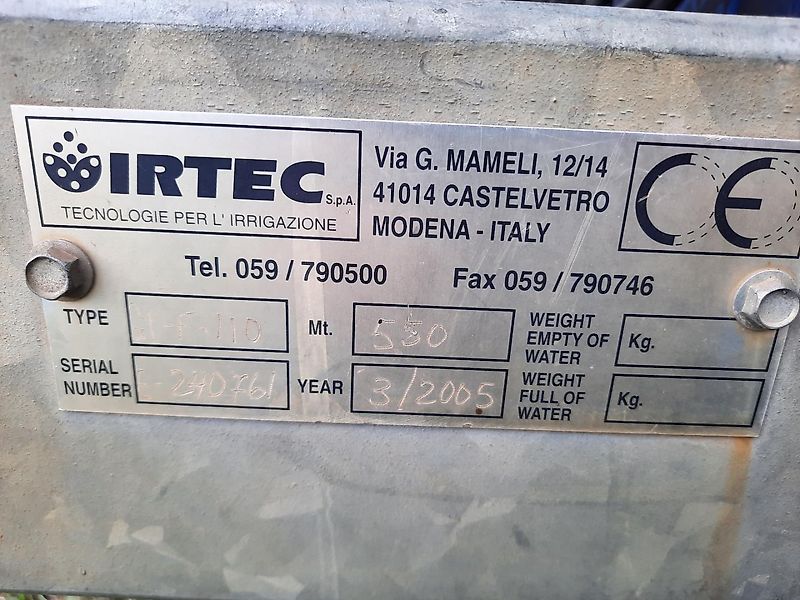 IRTEC S.p.A.
TECNOLOGIE PER L' IRRIGAZIONE
Via G. MAMELI, 12/14
41014 CASTELVETRO
MODENA - ITALY
CE
Tel. 059 / 790500 Fax 059 / 790746
TYPE Mt. 550 WEIGHT EMPTY OF WATER Kg.
SERIAL NUMBER YEAR 3/2005 WEIGHT FULL OF WATER Kg.